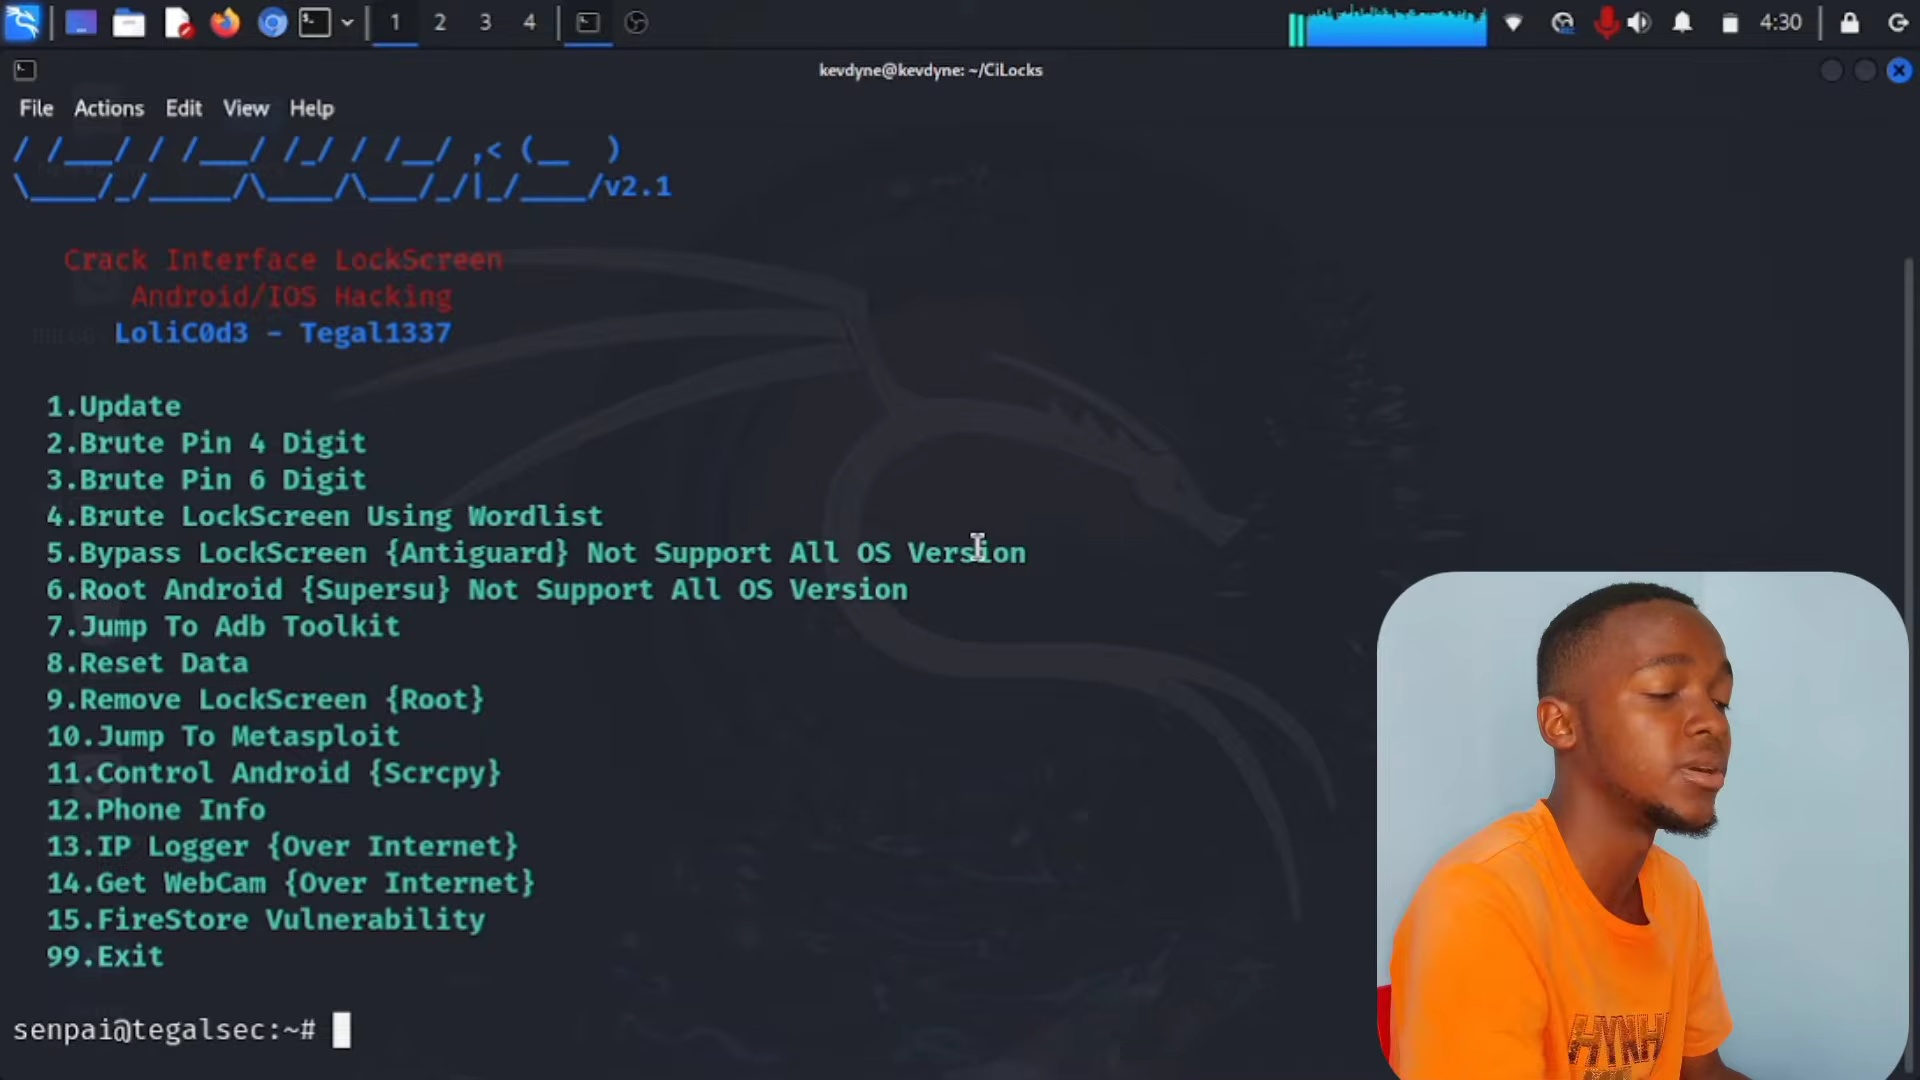 1 2 3 4
4:30
kevdyne@kevdyne: ~/CiLocks
File Actions Edit View Help
v2.1
Crack Interface LockScreen
Android/IOS Hacking
LoliC0d3 - Tegal1337
1.Update
2.Brute Pin 4 Digit
3.Brute Pin 6 Digit
4.Brute LockScreen Using Wordlist
5.Bypass LockScreen {Antiguard} Not Support All OS Version
6.Root Android {Supersu} Not Support All OS Version
7.Jump To Adb Toolkit
8.Reset Data
9.Remove LockScreen {Root}
10.Jump To Metasploit
11.Control Android {Scrcpy}
12.Phone Info
13.IP Logger {Over Internet}
14.Get WebCam {Over Internet}
15.FireStore Vulnerability
99.Exit
senpai@tegalsec:~#